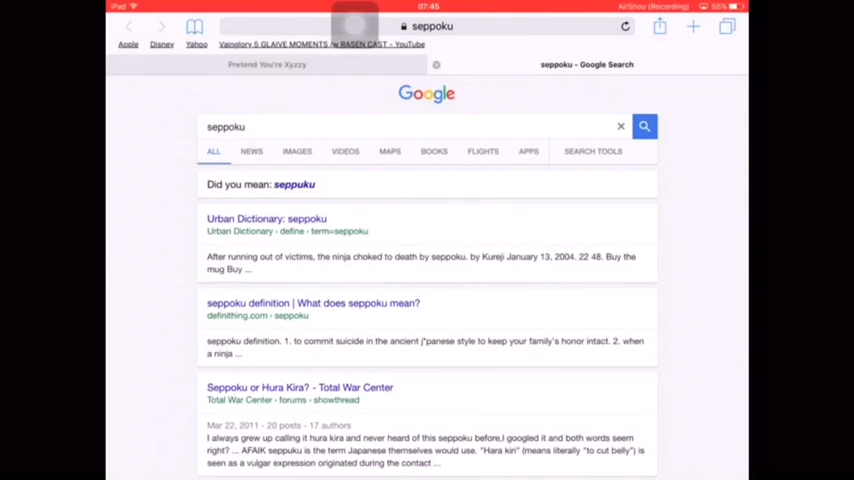 iPad 07:45 AirShou (Recording) 55%
seppoku
Apple Disney Yahoo Vainglory 5 GLAIVE MOMENTS /w RASEN CAST - YouTube
Pretend You're Xyzzy seppoku - Google Search
Google
seppoku
ALL NEWS IMAGES VIDEOS MAPS BOOKS FLIGHTS APPS SEARCH TOOLS
Did you mean: seppuku
Urban Dictionary: seppoku
Urban Dictionary › define › term=seppoku
After running out of victims, the ninja choked to death by seppoku. by Kureji January 13, 2004. 22 48. Buy the
mug Buy ...
seppoku definition | What does seppoku mean?
definithing.com › seppoku
seppoku definition. 1. to commit suicide in the ancient j*panese style to keep your family's honor intact. 2. when
a ninja ...
Seppoku or Hura Kira? - Total War Center
Total War Center › forums › showthread
Mar 22, 2011 - 20 posts - 17 authors
I always grew up calling it hura kira and never heard of this seppoku before,I googled it and both words seem
right? ... AFAIK seppuku is the term Japanese themselves would use. "Hara kiri" (means literally "to cut belly") is
seen as a vulgar expression originated during the contact ...